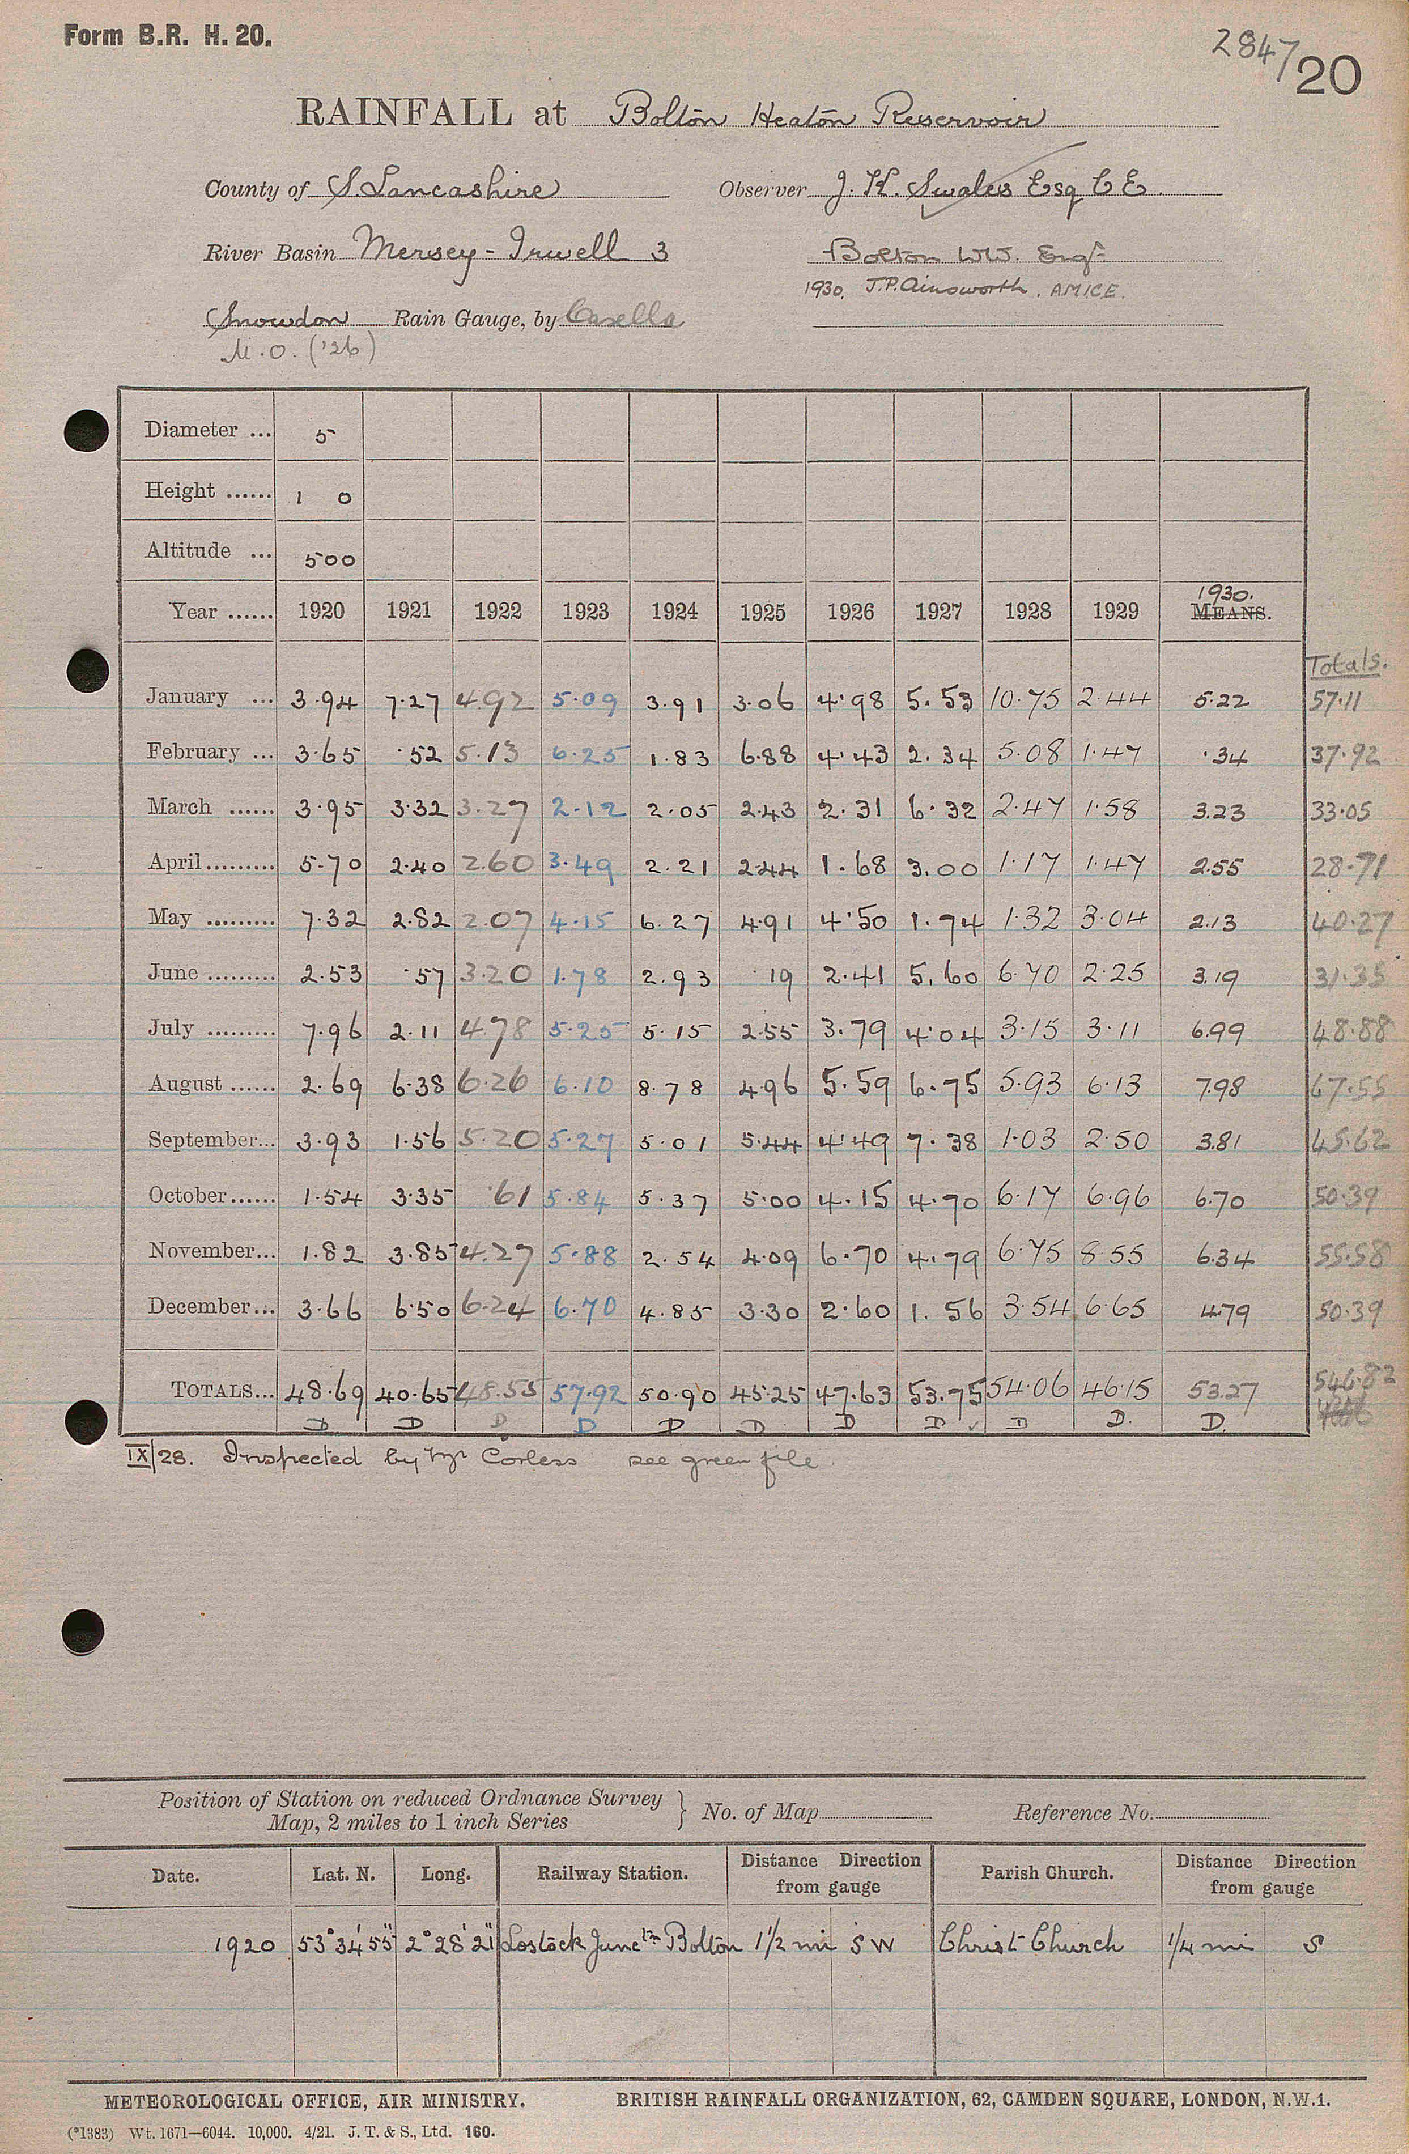 Form B.R. H. 20.
2847/20
RAINFALL at Bolton Heaton Reservoir
County of S. Lancashire Observer J. H. Swales Esq C E
River Basin Mersey - Irwell 3 Bolton WW. Engr
1930. J.P. Ainsworth, AMICE.
Snowdon Rain Gauge, by Casella
M.O. ('26)
Diameter ... 5
Height ...... 1 0
Altitude ... 500
1930.
Year ...... 1920 1921 1922 1923 1924 1925 1926 1927 1928 1929 MEANS.
Totals.
January ... 3.94 7.27 4.92 5.09 3.91 3.06 4.98 5.53 10.75 2.44 5.22 57.11
February ... 3.65 .52 5.13 6.25 1.83 6.88 4.43 2.34 5.08 1.47 .34 37.92
March ...... 3.95 3.32 3.27 2.12 2.05 2.43 2.31 6.32 2.47 1.58 3.23 33.05
April ......... 5.70 2.40 2.60 3.49 2.21 2.44 1.68 3.00 1.17 1.47 2.55 28.71
May ......... 7.32 2.82 2.07 4.15 6.27 4.91 4.50 1.74 1.32 3.04 2.13 40.27
June ......... 2.53 .57 3.20 1.78 2.93 .19 2.41 5.60 6.70 2.25 3.19 31.35
July ......... 7.96 2.11 4.78 5.25 5.15 2.55 3.79 4.04 3.15 3.11 6.99 48.88
August ...... 2.69 6.38 6.26 6.10 8.78 4.96 5.59 6.75 5.93 6.13 7.98 67.55
September... 3.93 1.56 5.20 5.27 5.01 5.44 4.49 7.38 1.03 2.50 3.81 45.62
October...... 1.54 3.35 .61 5.84 5.37 5.00 4.15 4.70 6.17 6.96 6.70 50.39
November... 1.82 3.85 4.27 5.88 2.54 4.09 6.70 4.79 6.75 8.55 6.34 55.58
December... 3.66 6.50 6.24 6.70 4.85 3.30 2.60 1.56 3.54 6.65 4.79 50.39
TOTALS... 48.69 40.65 48.55 57.92 50.90 45.25 47.63 53.75 54.06 46.15 53.27 546.82
D D D D D D D D ✓ D D. D.
IX/28. Inspected by Mr Corless see green file.
Position of Station on reduced Ordnance Survey
Map, 2 miles to 1 inch Series } No. of Map Reference No.
Date. Lat. N. Long. Railway Station. Distance Direction from gauge Parish Church. Distance Direction from gauge
1920 53°34'55" 2°28'21" Lostock Junctn Bolton 1½ mi SW Christ Church ¼ mi S
METEOROLOGICAL OFFICE, AIR MINISTRY. BRITISH RAINFALL ORGANIZATION, 62, CAMDEN SQUARE, LONDON, N.W.1.
(*1383) Wt. 1671—6044. 10,000. 4/21. J. T. & S., Ltd. 160.